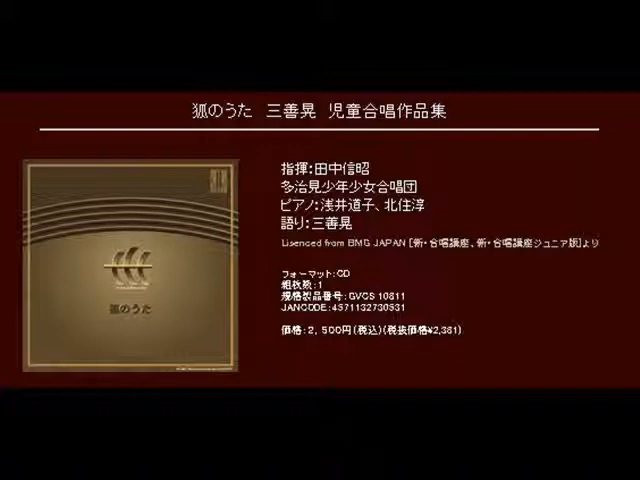 狐のうた　三善晃　児童合唱作品集
指揮：田中信昭
多治見少年少女合唱団
ピアノ：浅井道子、北住淳
語り：三善晃
Lisenced from BMG JAPAN [新・合唱講座、新・合唱講座ジュニア版]より
フォーマット：CD
組枚数：1
規格製品番号：GVCS 10811
JANCODE：4571132730531
価格：2, 500円（税込）（税抜価格¥2,381）
狐のうた